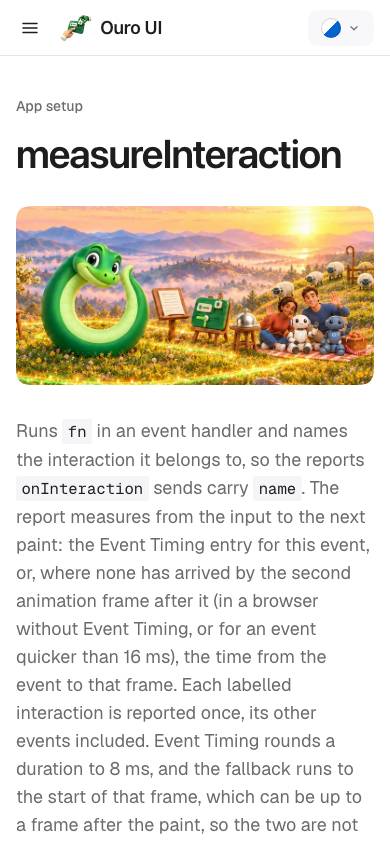 Ouro UI
App setup
measureInteraction
Runs fn in an event handler and names
the interaction it belongs to, so the reports
onInteraction sends carry name. The
report measures from the input to the next
paint: the Event Timing entry for this event,
or, where none has arrived by the second
animation frame after it (in a browser
without Event Timing, or for an event
quicker than 16 ms), the time from the
event to that frame. Each labelled
interaction is reported once, its other
events included. Event Timing rounds a
duration to 8 ms, and the fallback runs to
the start of that frame, which can be up to
a frame after the paint, so the two are not